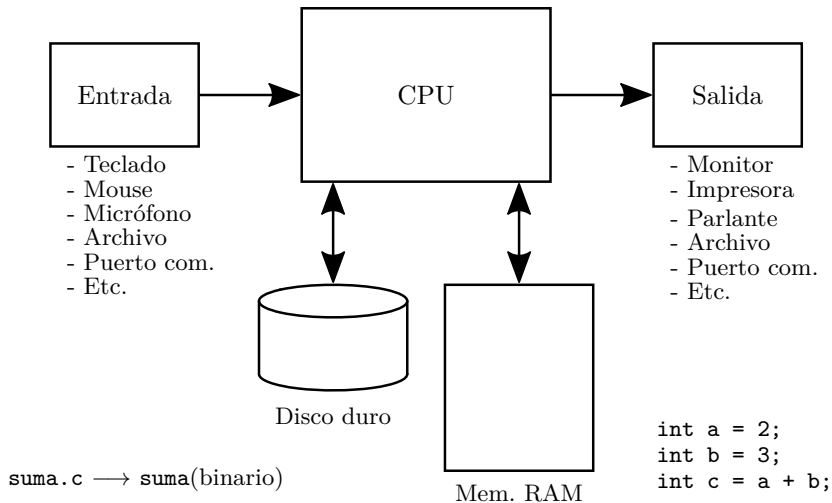 Entrada
CPU
Salida
- Teclado
- Mouse
- Micrófono
- Archivo
- Puerto com.
- Etc.
- Monitor
- Impresora
- Parlante
- Archivo
- Puerto com.
- Etc.
Disco duro
Mem. RAM
suma.c ⟶ suma(binario)
int a = 2;
int b = 3;
int c = a + b;